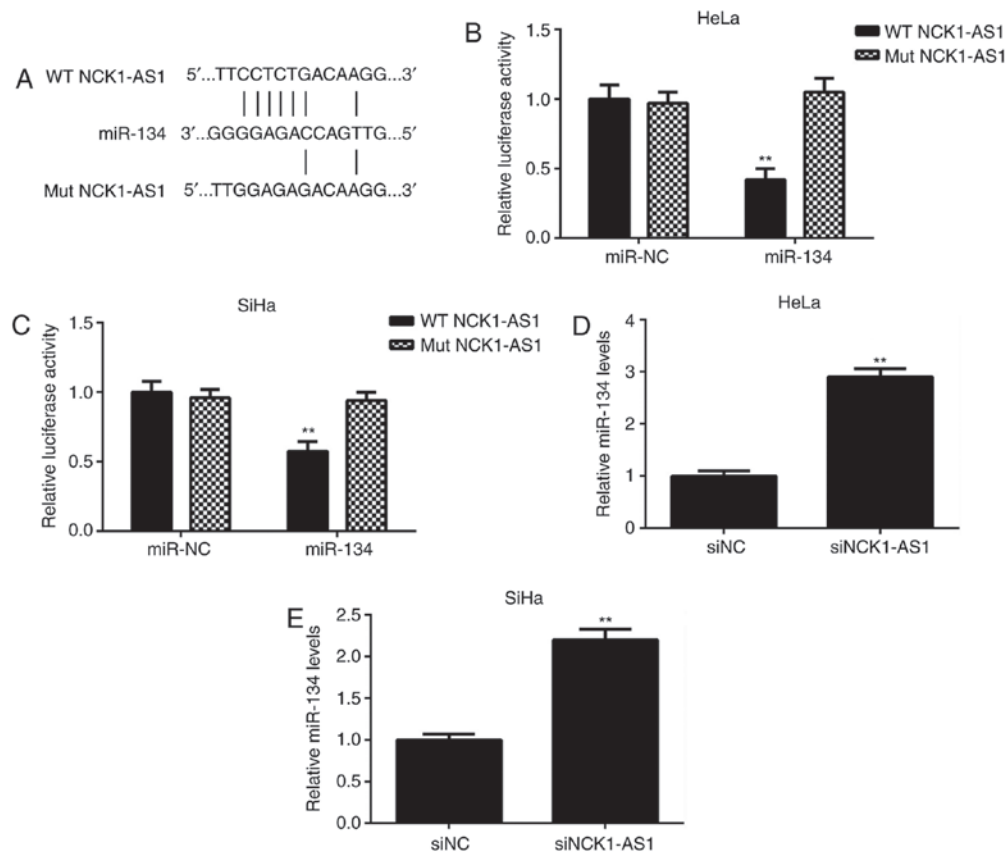 A
WT NCK1-AS1 5′...TTCCTCTGACAAGG...3′
miR-134 3′...GGGGAGACCAGTTG...5′
Mut NCK1-AS1 5′...TTGGAGAGACAAGG...3′
B
HeLa
WT NCK1-AS1
Mut NCK1-AS1
Relative luciferase activity
1.5
1.0
0.5
0.0
**
miR-NC miR-134
C
SiHa
WT NCK1-AS1
Mut NCK1-AS1
Relative luciferase activity
1.5
1.0
0.5
0.0
**
miR-NC miR-134
D
HeLa
Relative miR-134 levels
4
3
2
1
0
**
siNC siNCK1-AS1
E
SiHa
Relative miR-134 levels
2.5
2.0
1.5
1.0
0.5
0.0
**
siNC siNCK1-AS1